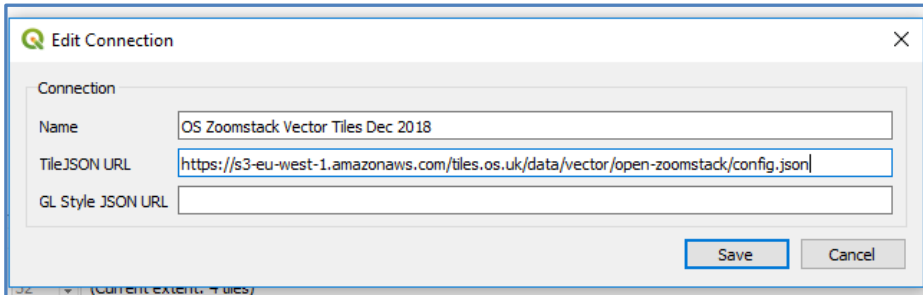 Edit Connection
Connection
Name OS Zoomstack Vector Tiles Dec 2018
TileJSON URL https://s3-eu-west-1.amazonaws.com/tiles.os.uk/data/vector/open-zoomstack/config.json
GL Style JSON URL
Save Cancel
(Current extent: 4 tiles)